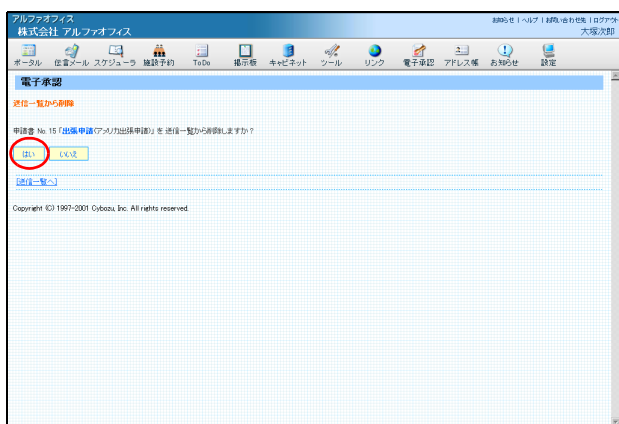 アルファオフィス
お知らせ | ヘルプ | お問い合わせ先 | ログアウト
株式会社 アルファオフィス
大塚次郎
ポータル 伝言メール スケジューラ 施設予約 ToDo 掲示板 キャビネット ツール リンク 電子承認 アドレス帳 お知らせ 設定
電子承認
送信一覧から削除
申請書 No. 15 「出張申請(アメリカ出張申請)」 を 送信一覧から削除しますか？
はい いいえ
[送信一覧へ]
Copyright (C) 1997-2001 Cybozu, Inc. All rights reserved.